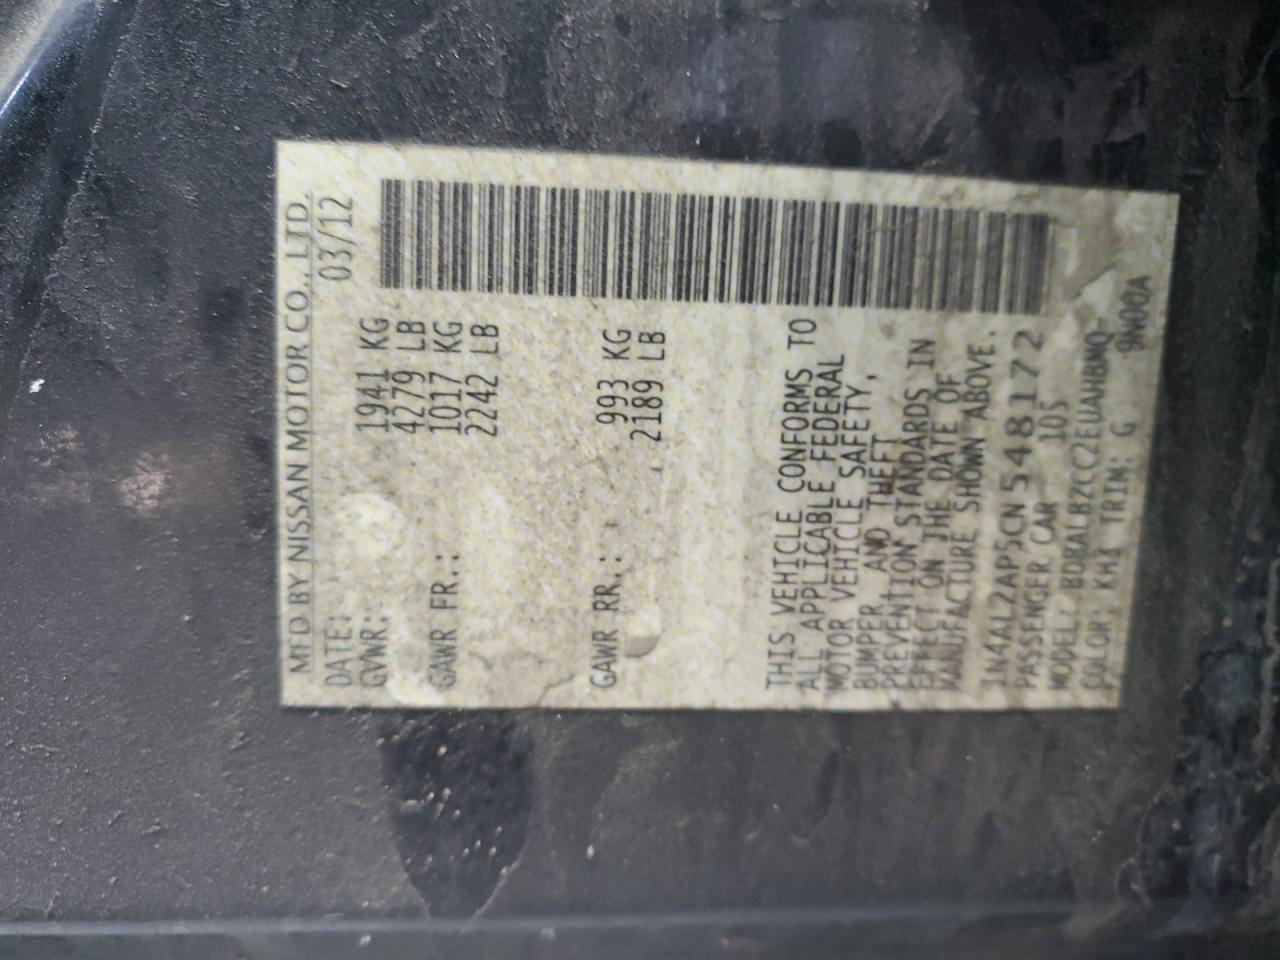 MFD BY NISSAN MOTOR CO., LTD.
DATE: 03/12
GVWR: 1941 KG
4279 LB
GAWR FR.: 1017 KG
2242 LB
GAWR RR.: 993 KG
2189 LB
THIS VEHICLE CONFORMS TO
ALL APPLICABLE FEDERAL
MOTOR VEHICLE SAFETY,
BUMPER AND THEFT
PREVENTION STANDARDS IN
EFFECT ON THE DATE OF
MANUFACTURE SHOWN ABOVE.
1N4AL2AP5CN548172
PASSENGER CAR 105
MODEL: BDBALBZCC2EUAHBMQ-
COLOR: KH3 TRIM: G 9N00A